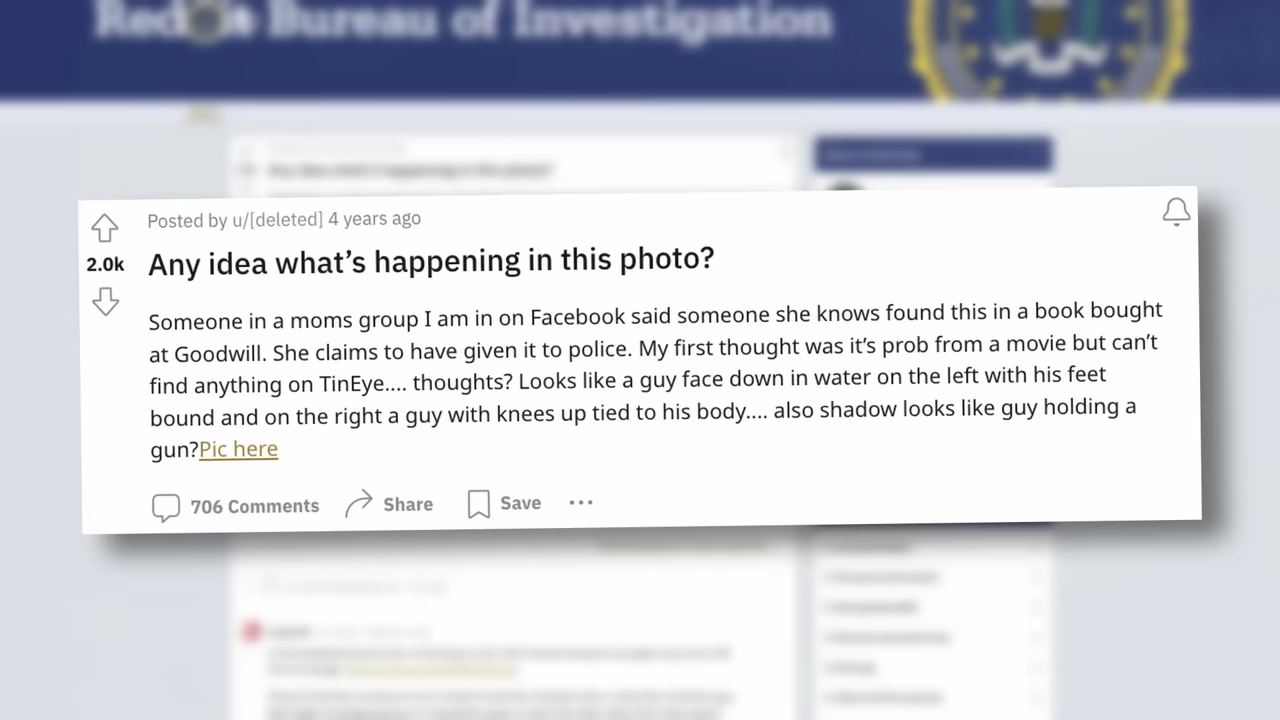 Bureau of Investigation
Posted by u/[deleted] 4 years ago
2.0k
Any idea what's happening in this photo?
Someone in a moms group I am in on Facebook said someone she knows found this in a book bought
at Goodwill. She claims to have given it to police. My first thought was it's prob from a movie but can't
find anything on TinEye.... thoughts? Looks like a guy face down in water on the left with his feet
bound and on the right a guy with knees up tied to his body.... also shadow looks like guy holding a
gun?Pic here
706 Comments Share Save